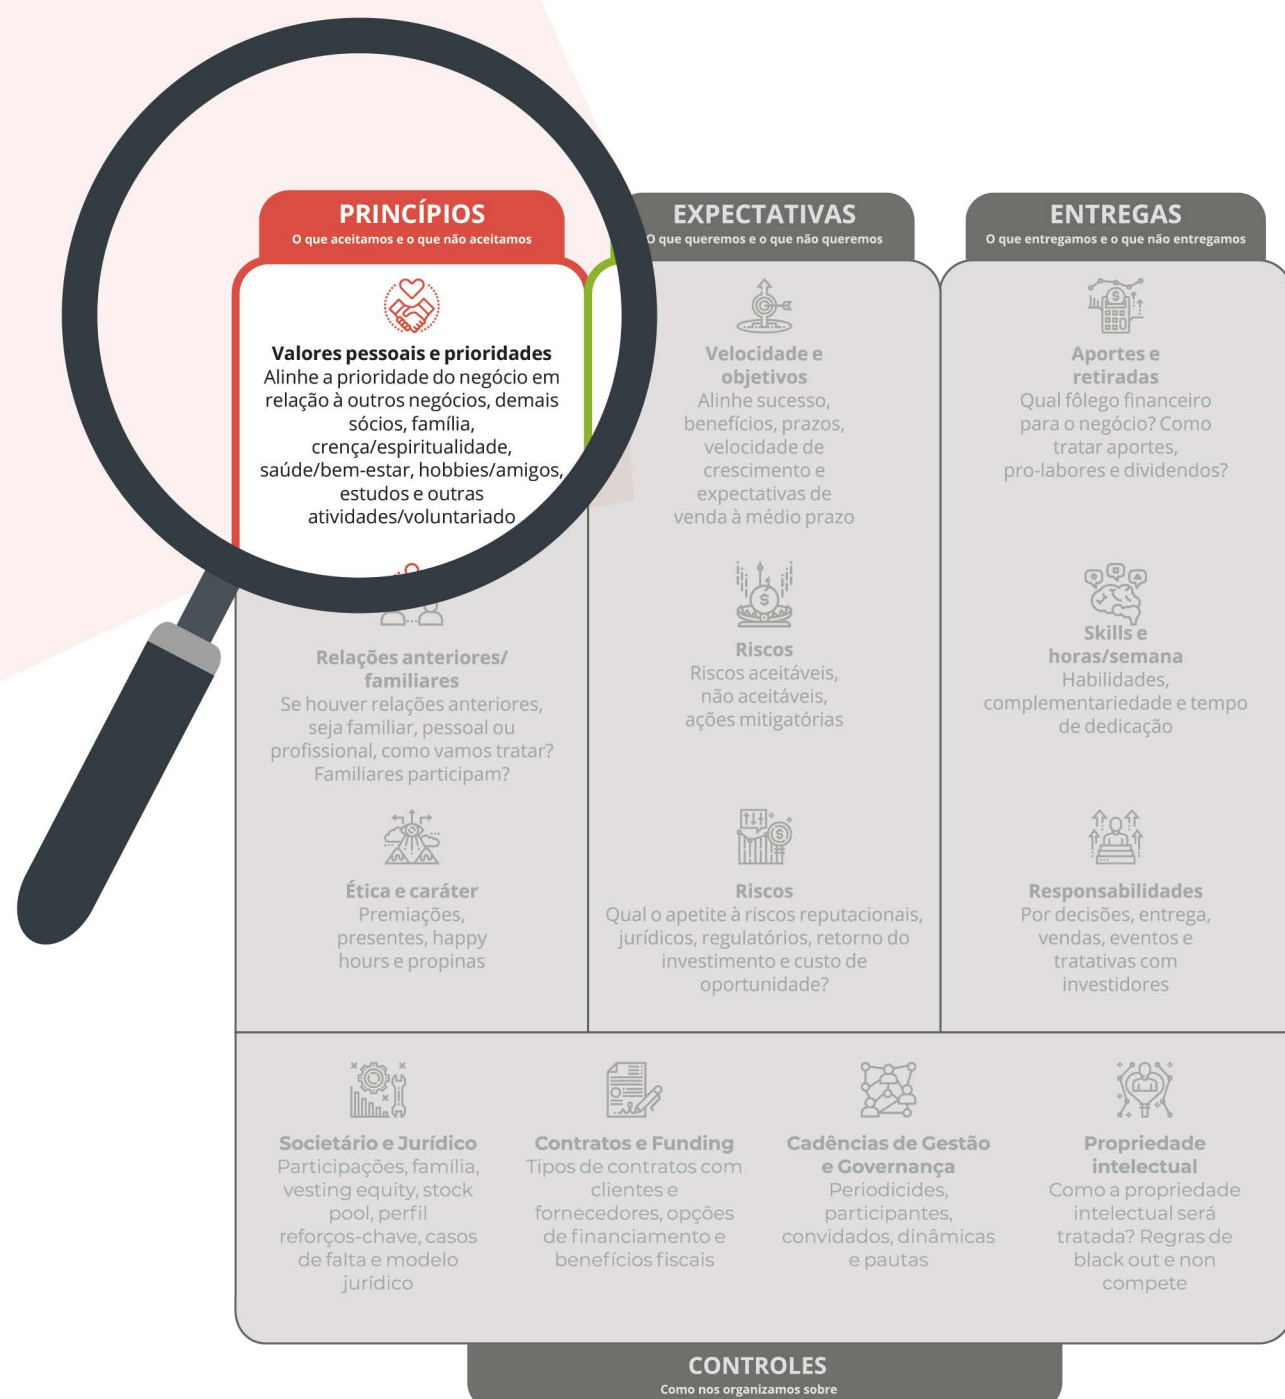 PRINCÍPIOS
O que aceitamos e o que não aceitamos
Valores pessoais e prioridades
Alinhe a prioridade do negócio em
relação à outros negócios, demais
sócios, família,
crença/espiritualidade,
saúde/bem-estar, hobbies/amigos,
estudos e outras
atividades/voluntariado
Relações anteriores/
familiares
Se houver relações anteriores,
seja familiar, pessoal ou
profissional, como vamos tratar?
Familiares participam?
Ética e caráter
Premiações,
presentes, happy
hours e propinas
EXPECTATIVAS
O que queremos e o que não queremos
Velocidade e
objetivos
Alinhe sucesso,
benefícios, prazos,
velocidade de
crescimento e
expectativas de
venda à médio prazo
Riscos
Riscos aceitáveis,
não aceitáveis,
ações mitigatórias
Riscos
Qual o apetite à riscos reputacionais,
jurídicos, regulatórios, retorno do
investimento e custo de
oportunidade?
ENTREGAS
O que entregamos e o que não entregamos
Aportes e
retiradas
Qual fôlego financeiro
para o negócio? Como
tratar aportes,
pro-labores e dividendos?
Skills e
horas/semana
Habilidades,
complementariedade e tempo
de dedicação
Responsabilidades
Por decisões, entrega,
vendas, eventos e
tratativas com
investidores
Societário e Jurídico
Participações, família,
vesting equity, stock
pool, perfil
reforços-chave, casos
de falta e modelo
jurídico
Contratos e Funding
Tipos de contratos com
clientes e
fornecedores, opções
de financiamento e
benefícios fiscais
Cadências de Gestão
e Governança
Periodicides,
participantes,
convidados, dinâmicas
e pautas
Propriedade
intelectual
Como a propriedade
intelectual será
tratada? Regras de
black out e non
compete
CONTROLES
Como nos organizamos sobre